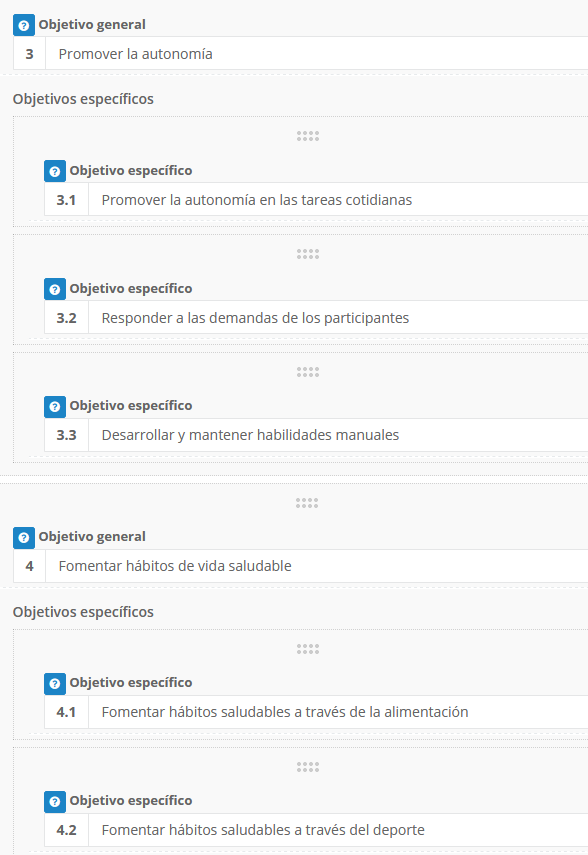 Objetivo general
3 Promover la autonomía
Objetivos específicos
Objetivo específico
3.1 Promover la autonomía en las tareas cotidianas
Objetivo específico
3.2 Responder a las demandas de los participantes
Objetivo específico
3.3 Desarrollar y mantener habilidades manuales
Objetivo general
4 Fomentar hábitos de vida saludable
Objetivos específicos
Objetivo específico
4.1 Fomentar hábitos saludables a través de la alimentación
Objetivo específico
4.2 Fomentar hábitos saludables a través del deporte